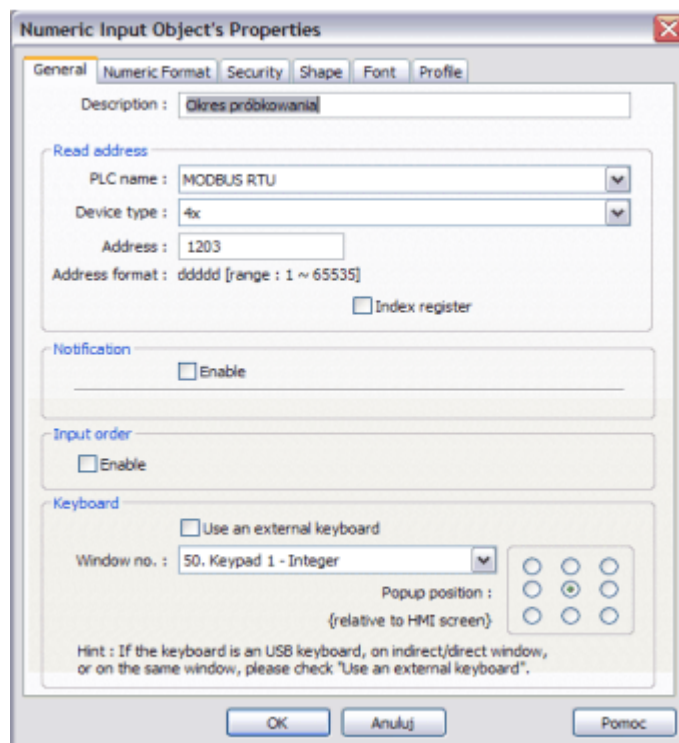 Numeric Input Object's Properties
General Numeric Format Security Shape Font Profile
Description : Okres próbkowania
Read address
PLC name : MODBUS RTU
Device type : 4x
Address : 1203
Address format : ddddd [range : 1 ~ 65535]
Index register
Notification
Enable
Input order
Enable
Keyboard
Use an external keyboard
Window no. : 50. Keypad 1 - Integer
Popup position :
{relative to HMI screen}
Hint : If the keyboard is an USB keyboard, on indirect/direct window,
or on the same window, please check "Use an external keyboard".
OK Anuluj Pomoc